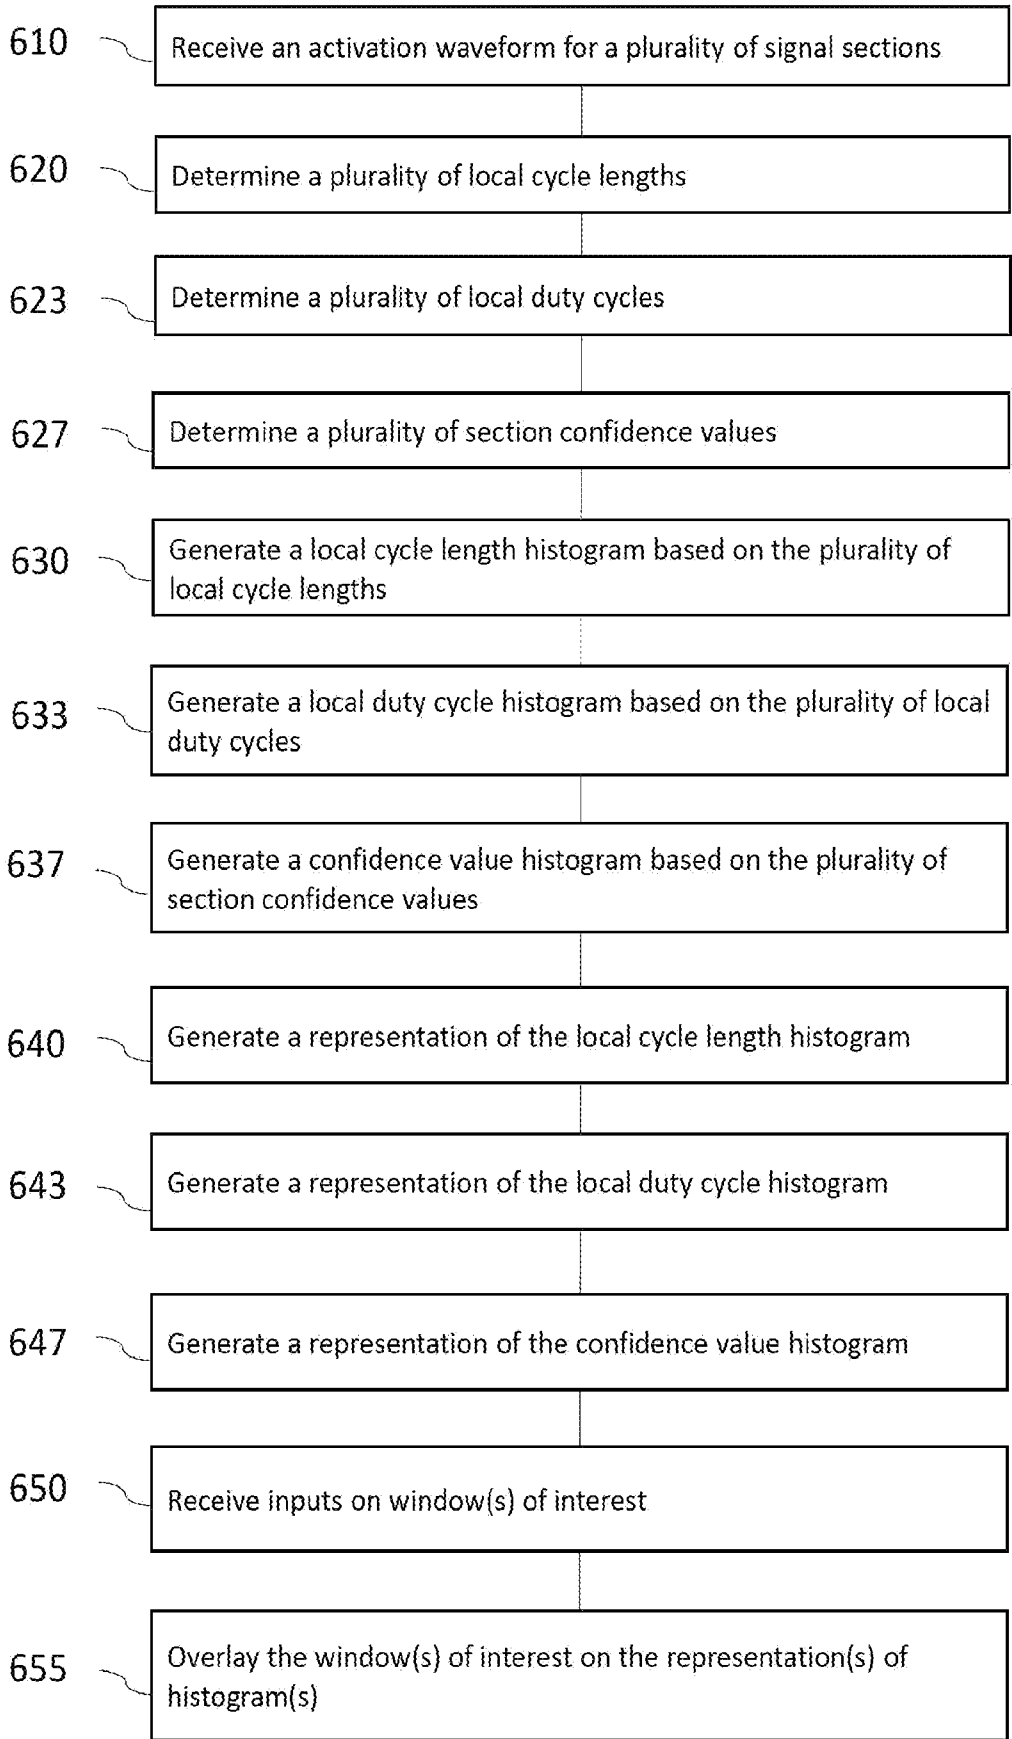 610
Receive an activation waveform for a plurality of signal sections
620
Determine a plurality of local cycle lengths
623
Determine a plurality of local duty cycles
627
Determine a plurality of section confidence values
630
Generate a local cycle length histogram based on the plurality of
local cycle lengths
633
Generate a local duty cycle histogram based on the plurality of local
duty cycles
637
Generate a confidence value histogram based on the plurality of
section confidence values
640
Generate a representation of the local cycle length histogram
643
Generate a representation of the local duty cycle histogram
647
Generate a representation of the confidence value histogram
650
Receive inputs on window(s) of interest
655
Overlay the window(s) of interest on the representation(s) of
histogram(s)